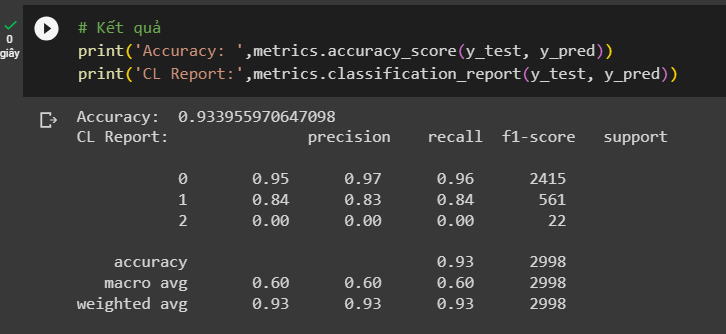 0
giây
# Kết quả
print('Accuracy: ',metrics.accuracy_score(y_test, y_pred))
print('CL Report:',metrics.classification_report(y_test, y_pred))
Accuracy:  0.933955970647098
CL Report:              precision    recall  f1-score   support
0       0.95      0.97      0.96      2415
1       0.84      0.83      0.84       561
2       0.00      0.00      0.00        22
accuracy                           0.93      2998
macro avg       0.60      0.60      0.60      2998
weighted avg       0.93      0.93      0.93      2998